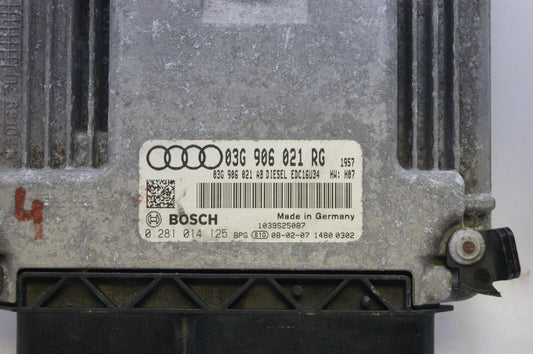 03G 906 021 RG 1957
03G 906 021 AB DIESEL EDC16U34 HW: H07
BOSCH
Made in Germany
1039S25087
0 281 014 125 BPG 810 08-02-07 1480 0302
4